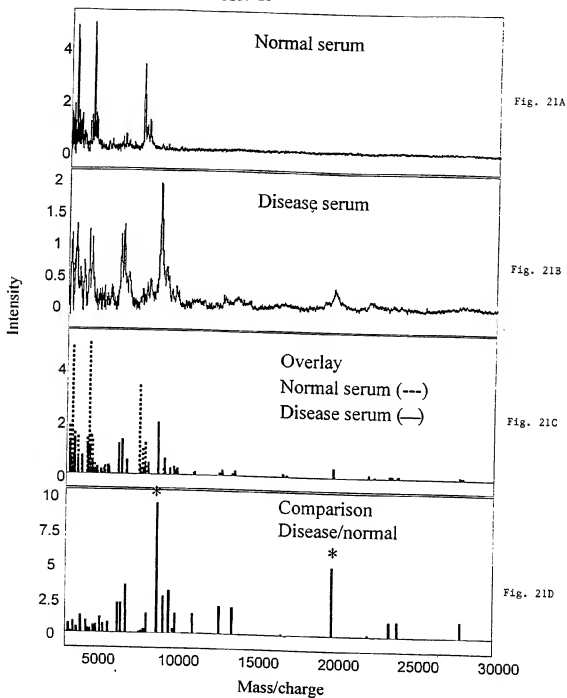 Normal serum
4
2
0
Fig. 21A
Disease serum
2
1.5
1
0.5
0
Fig. 21B
Intensity
Overlay
Normal serum (---)
Disease serum (—)
4
2
0
Fig. 21C
Comparison
Disease/normal
*
*
10
7.5
5
2.5
0
Fig. 21D
5000 10000 15000 20000 25000 30000
Mass/charge